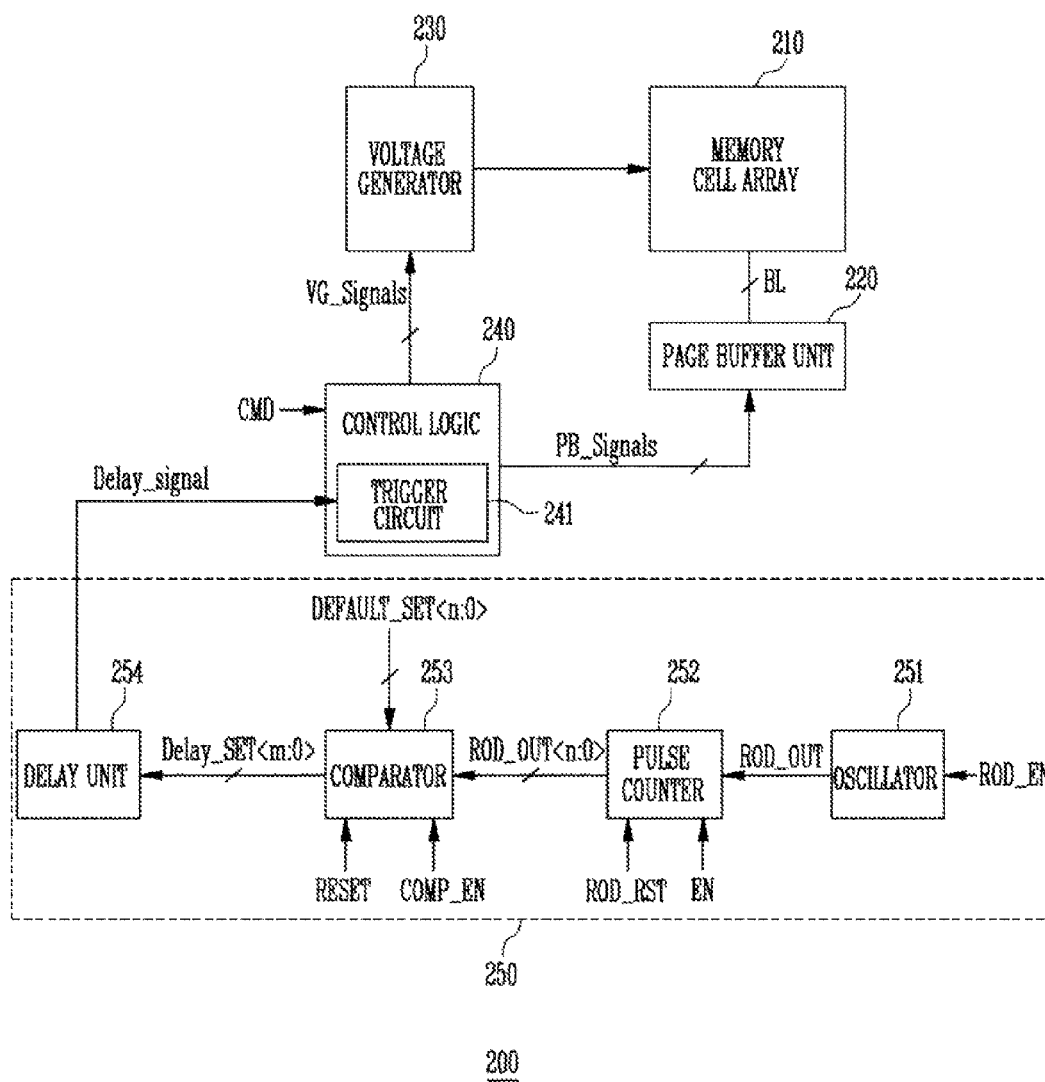 230
210
VOLTAGE
GENERATOR
MEMORY
CELL ARRAY
VG_Signals
BL
220
240
PAGE BUFFER UNIT
CMD
CONTROL LOGIC
PB_Signals
Delay_signal
TRIGGER
CIRCUIT
241
DEFAULT_SET<n:0>
254
253
252
251
DELAY UNIT
Delay_SET<m:0>
COMPARATOR
ROD_OUT<n:0>
PULSE
COUNTER
ROD_OUT
OSCILLATOR
ROD_EN
RESET
COMP_EN
ROD_RST
EN
250
200